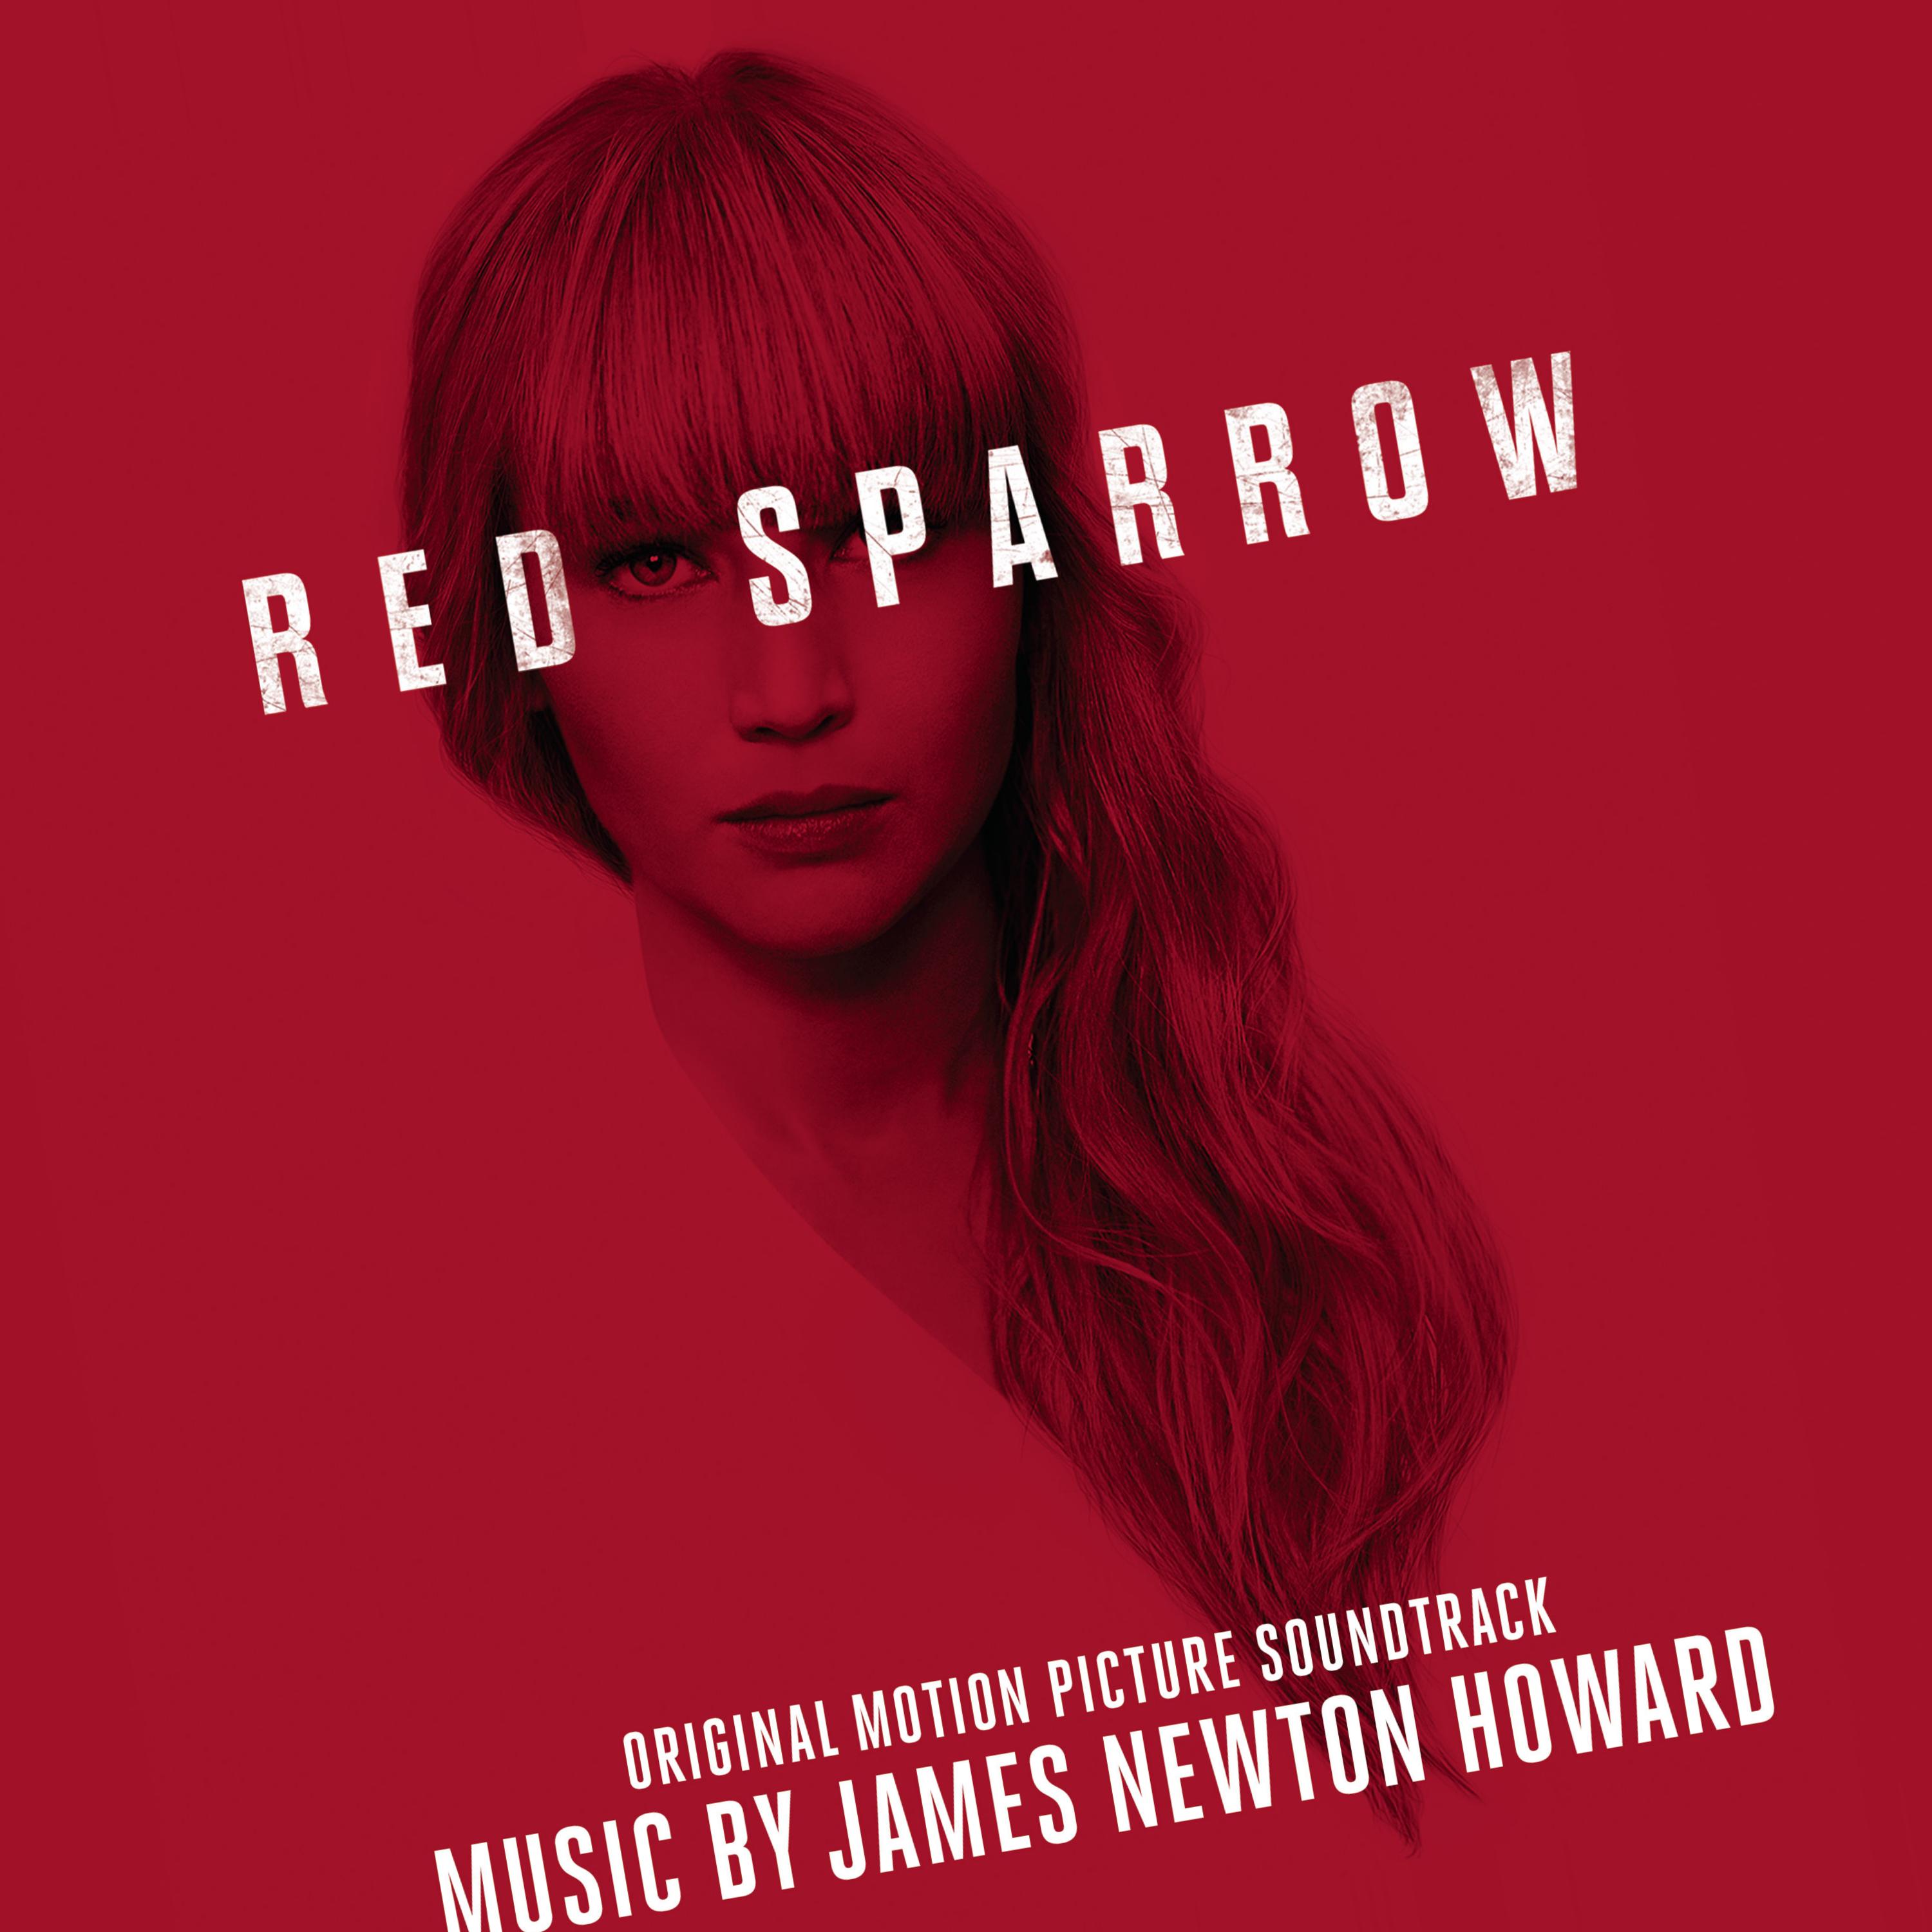 RED SPARROW
ORIGINAL MOTION PICTURE SOUNDTRACK
MUSIC BY JAMES NEWTON HOWARD